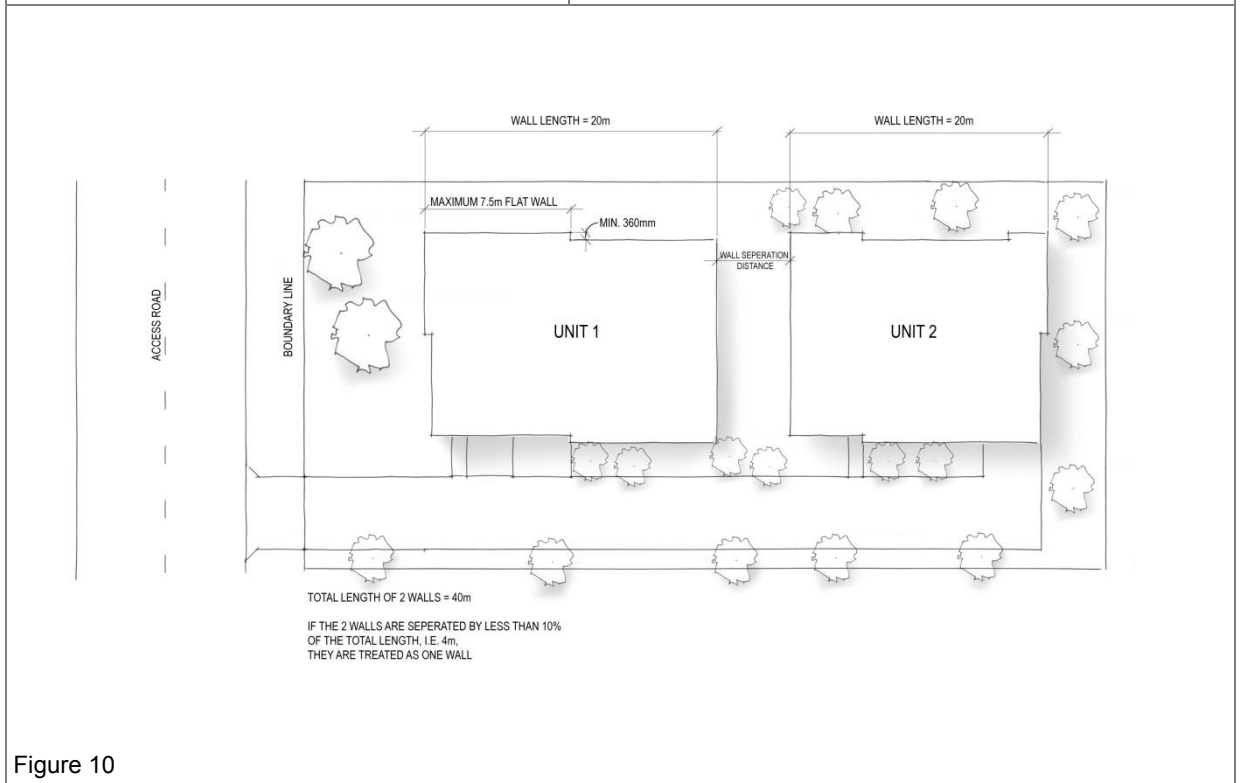 WALL LENGTH = 20m
WALL LENGTH = 20m
MAXIMUM 7.5m FLAT WALL
MIN. 360mm
WALL SEPERATION
DISTANCE
ACCESS ROAD
BOUNDARY LINE
UNIT 1
UNIT 2
TOTAL LENGTH OF 2 WALLS = 40m
IF THE 2 WALLS ARE SEPERATED BY LESS THAN 10%
OF THE TOTAL LENGTH, I.E. 4m,
THEY ARE TREATED AS ONE WALL
Figure 10